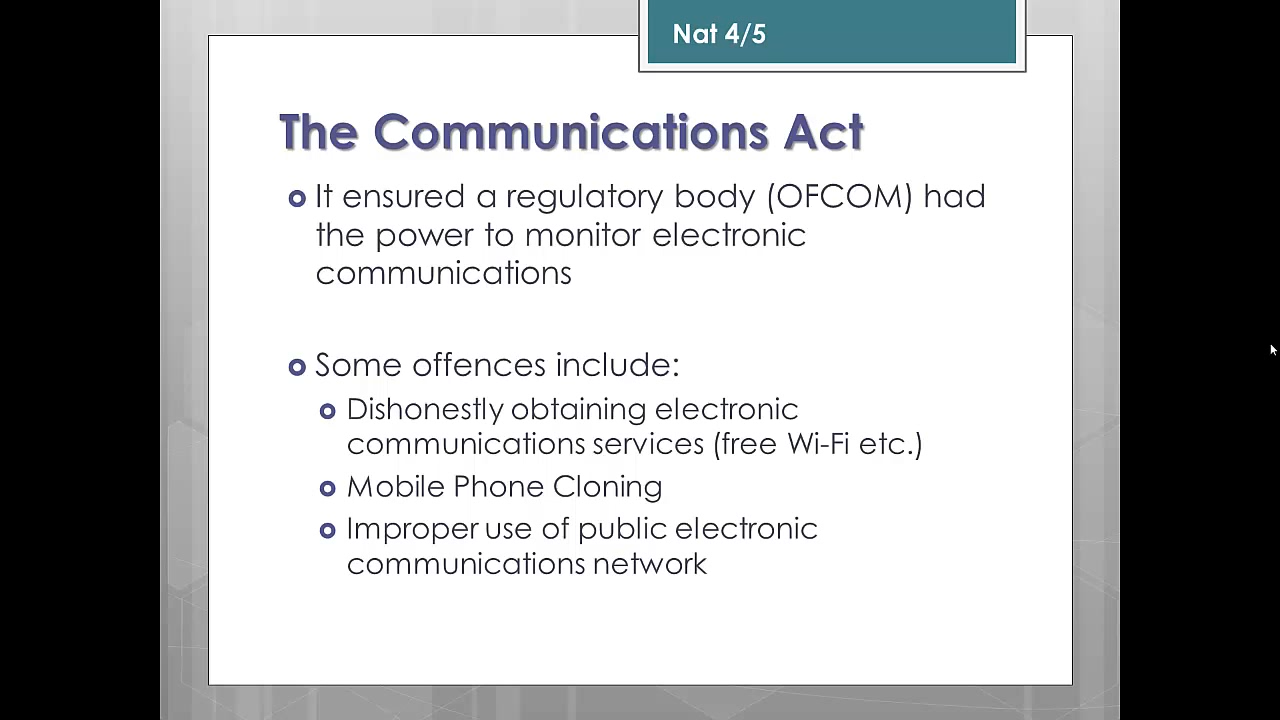 Nat 4/5
The Communications Act
It ensured a regulatory body (OFCOM) had
the power to monitor electronic
communications
Some offences include:
Dishonestly obtaining electronic
communications services (free Wi-Fi etc.)
Mobile Phone Cloning
Improper use of public electronic
communications network